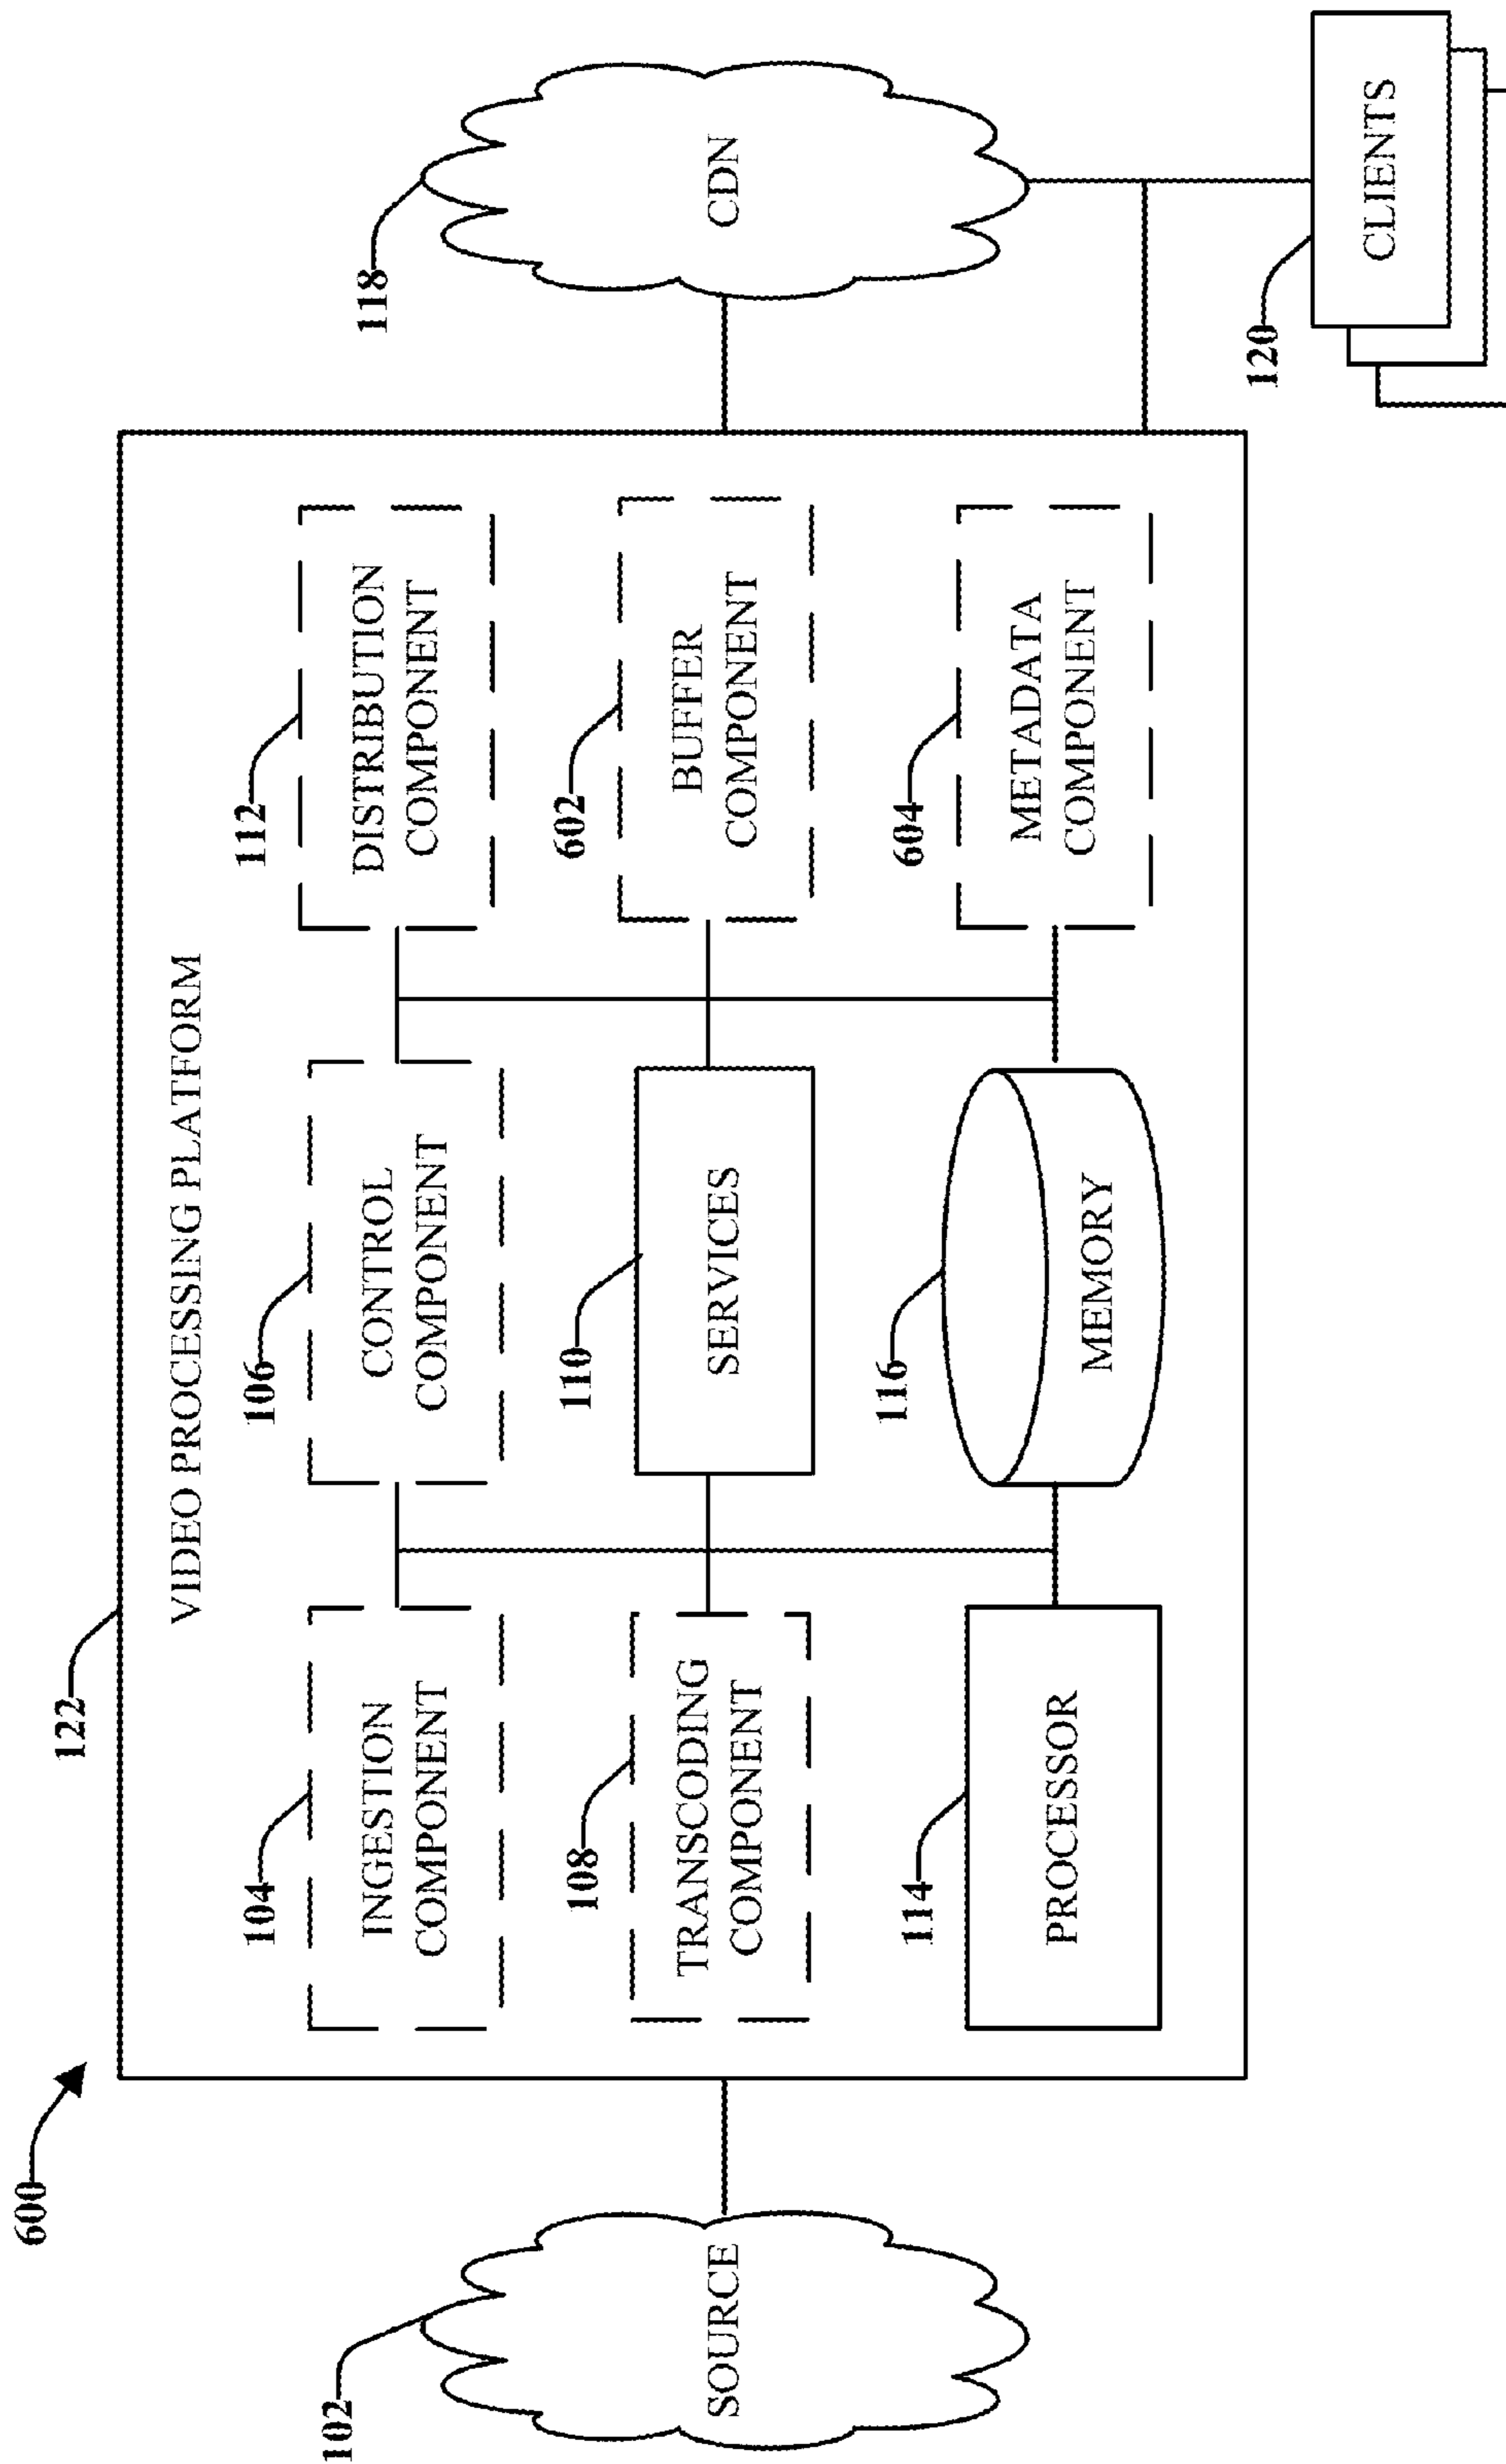 600
122
VIDEO PROCESSING PLATFORM
102
SOURCE
104
INGESTION
COMPONENT
106
CONTROL
COMPONENT
112
DISTRIBUTION
COMPONENT
108
TRANSCODING
COMPONENT
110
SERVICES
602
BUFFER
COMPONENT
114
PROCESSOR
116
MEMORY
604
METADATA
COMPONENT
118
CDN
120
CLIENTS